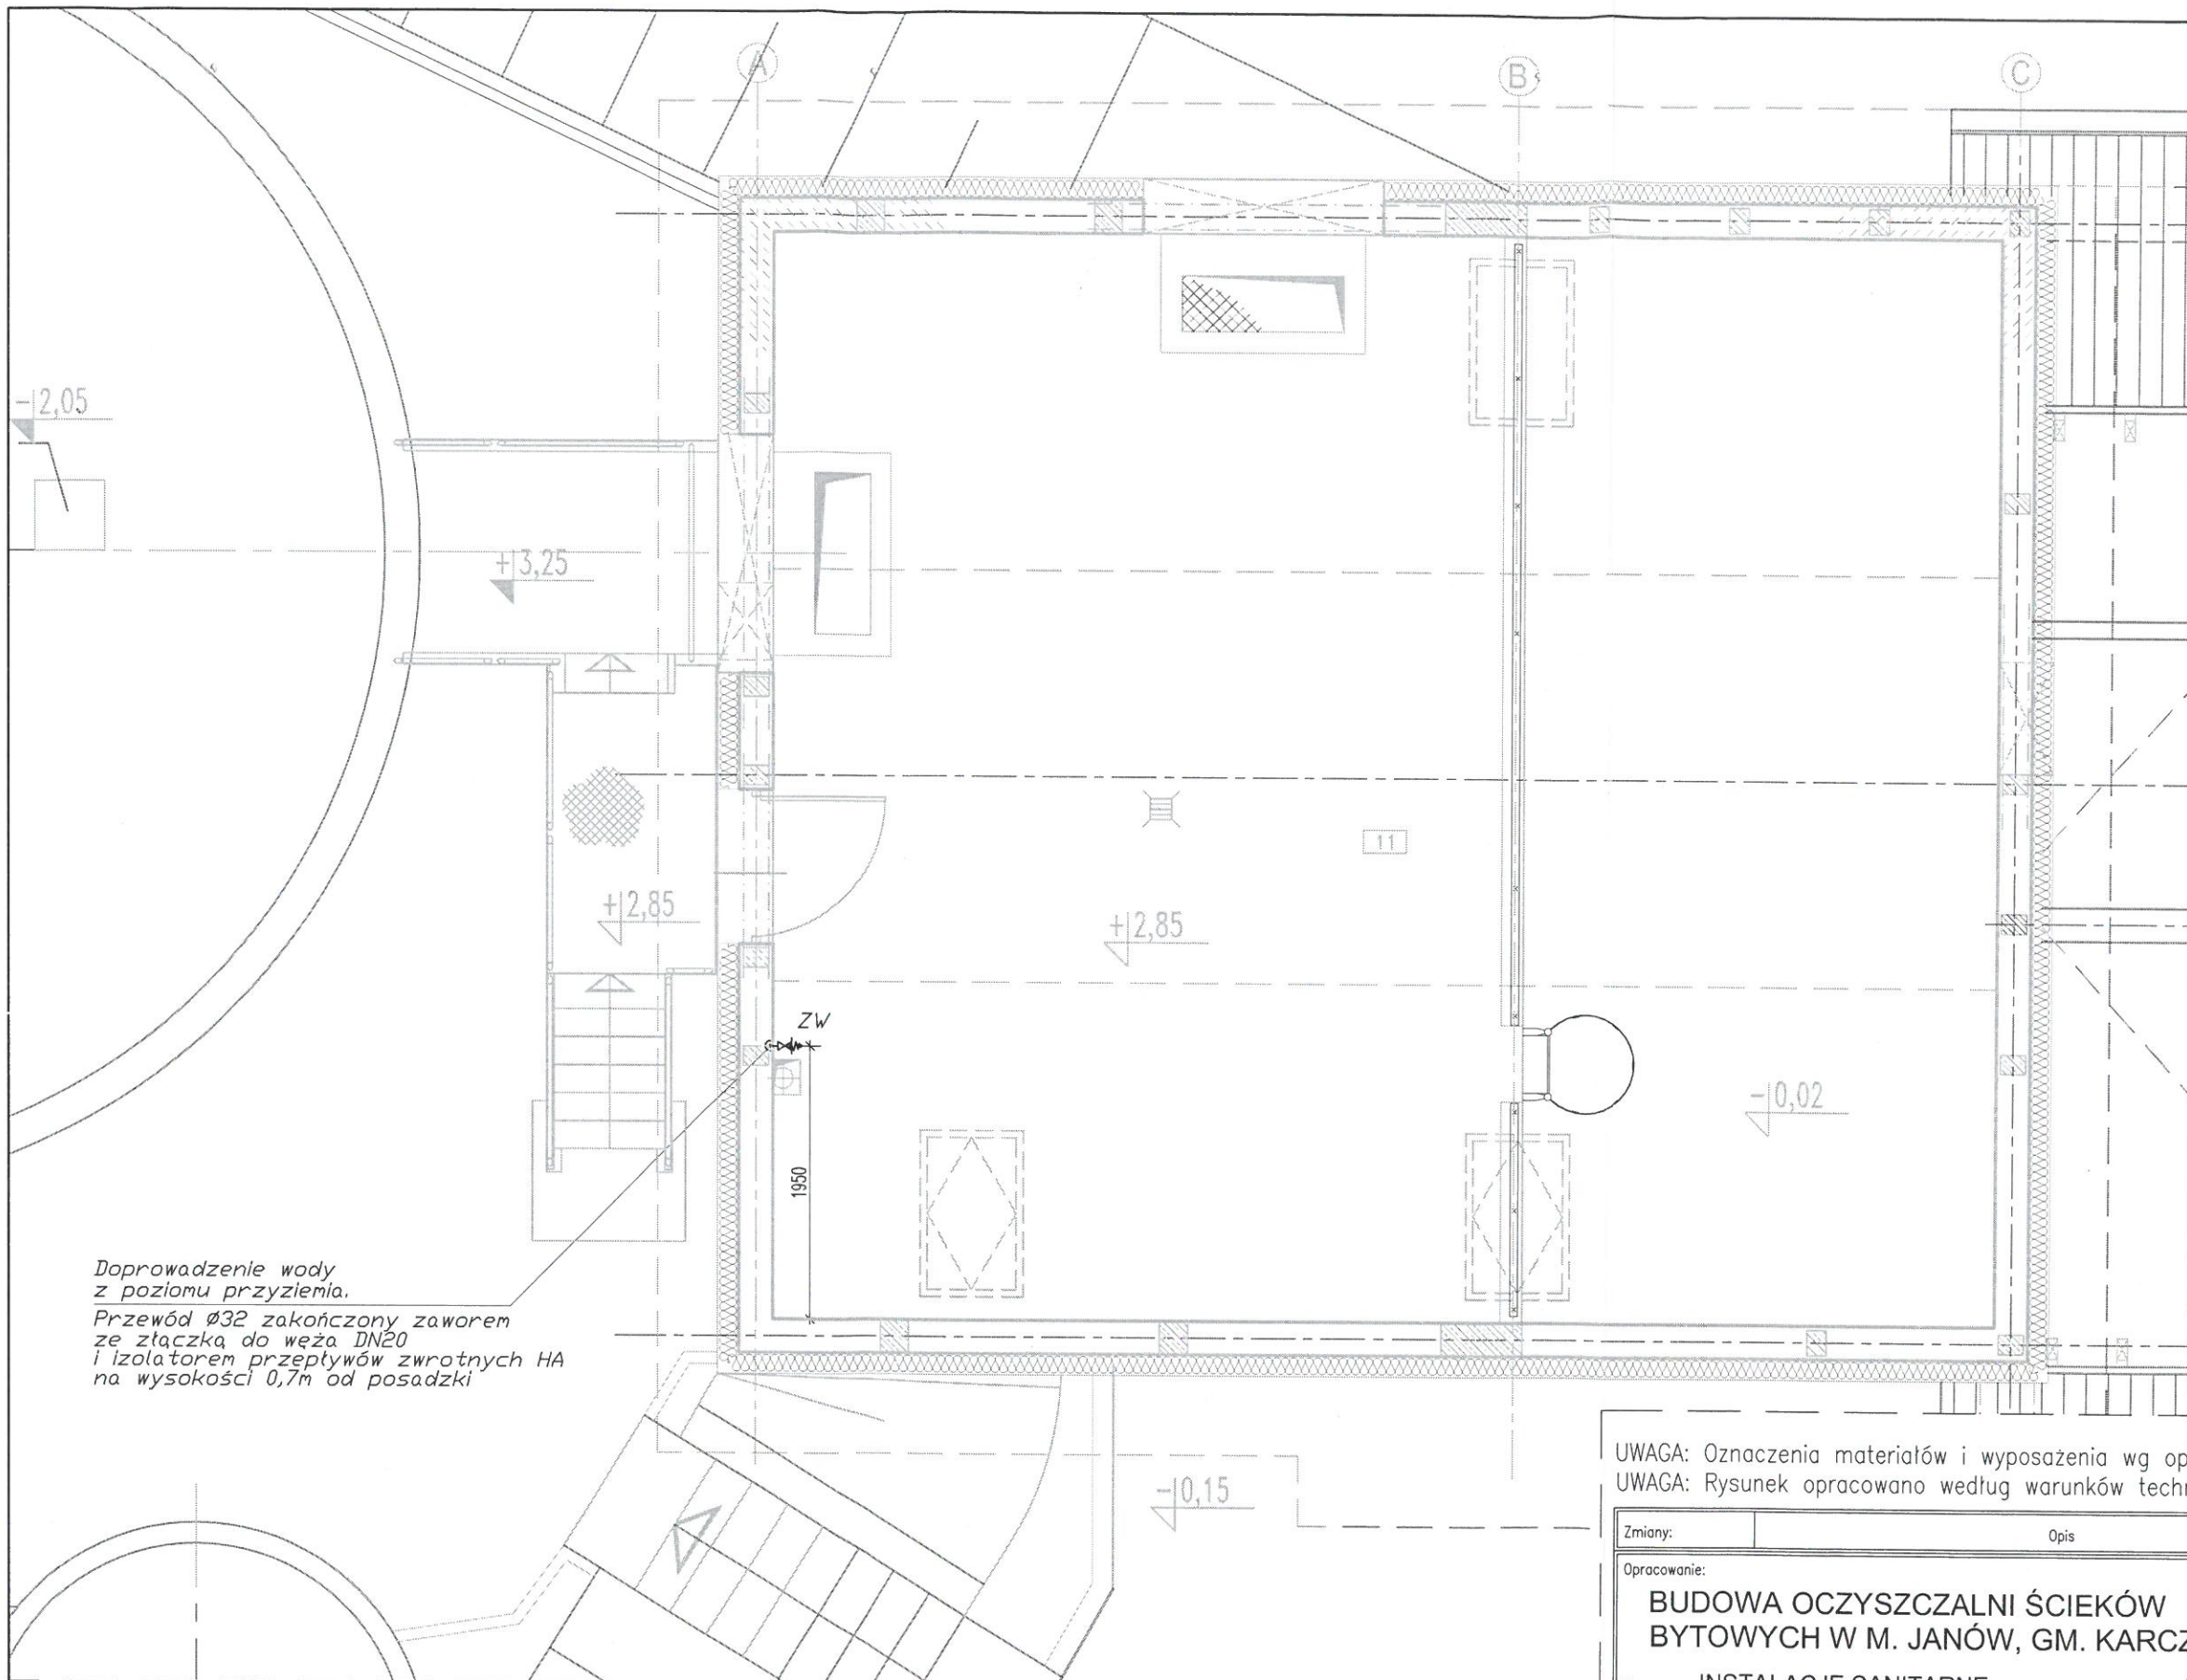 A
B
C
-2,05
+3,25
11
+2,85
+2,85
ZW
-0,02
1950
Doprowadzenie wody
z poziomu przyziemia.
Przewód Ø32 zakończony zaworem
ze złączką do węża DN20
i izolatorem przepływów zwrotnych HA
na wysokości 0,7m od posadzki
-0,15
UWAGA: Oznaczenia materiałów i wyposażenia wg op
UWAGA: Rysunek opracowano według warunków techn
Zmiany:
Opis
Opracowanie:
BUDOWA OCZYSZCZALNI ŚCIEKÓW
BYTOWYCH W M. JANÓW, GM. KARCZ
INSTALACJE SANITARNE